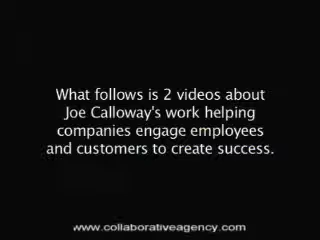 What follows is 2 videos about
Joe Calloway's work helping
companies engage employees
and customers to create success.
www.collaborativeagency.com